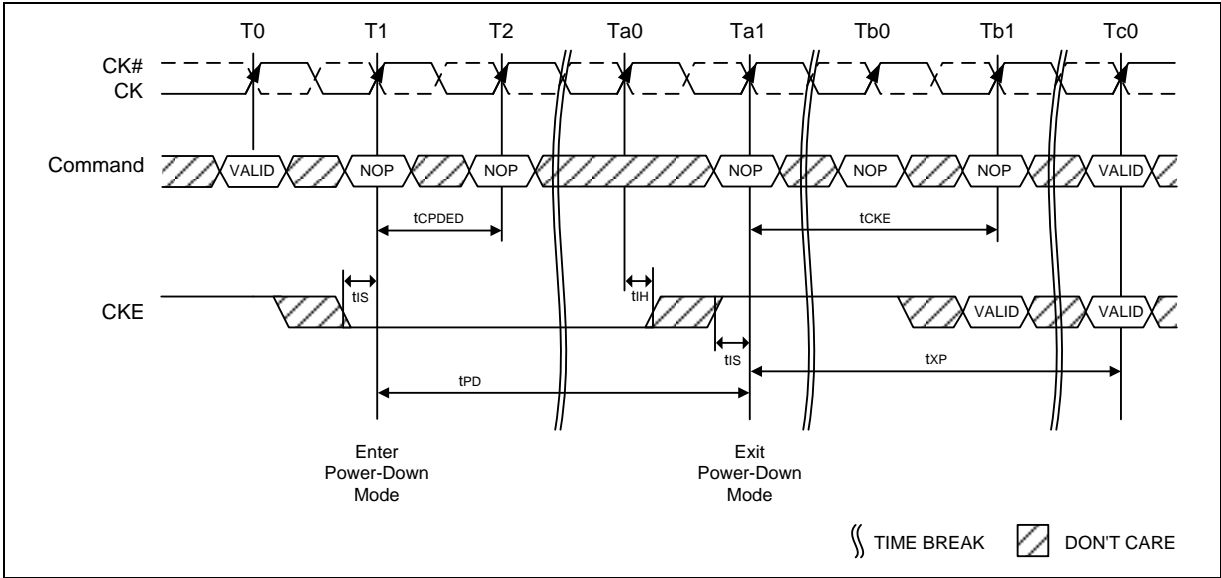 T0 T1 T2 Ta0 Ta1 Tb0 Tb1 Tc0
CK#
CK
Command VALID NOP NOP NOP NOP NOP VALID
tCPDED tCKE
tIS tIH
CKE VALID VALID
tIS
tPD tXP
Enter
Power-Down
Mode
Exit
Power-Down
Mode
TIME BREAK DON'T CARE